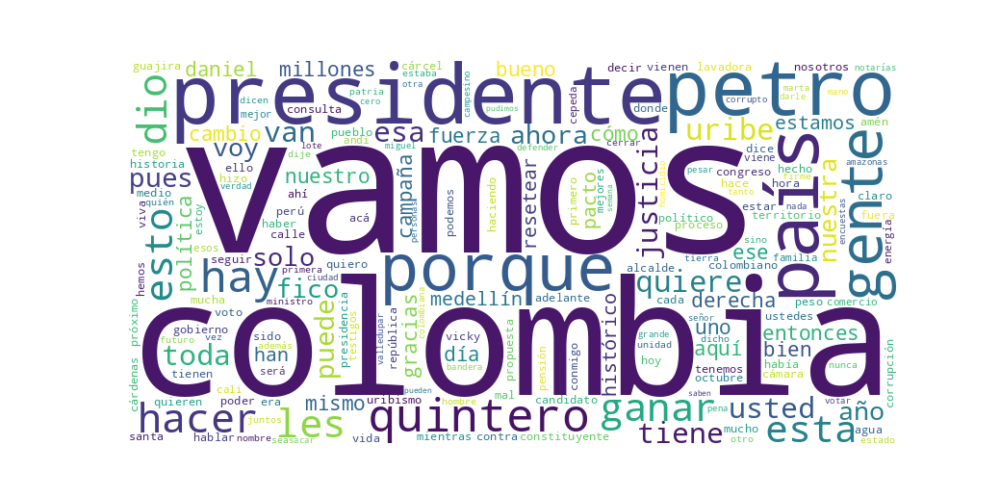 guajira
daniel
millones
cárcel
estaba
otra
campesino
bueno
decir
vienen
lavadora
nosotros
notarías
dio
presidente
petro
dicen
mejor
consulta
patria
cero
pudimos
cepeda
donde
marta
darle
mano
corrupto
cambio
van
pueblo
andi
esa
fuerza
ahora
cómo
uribe
estamos
amén
tengo
historia
ello
voy
lote
dije
miguel
defender
cerrar
dice
viene
hizo
verdad
nuestro
campaña
personas
resetear
justicia
pesar
congreso
hecho
amazonas
pues
vamos
país
nuestra
gente
medio
quién
ahí
perú
acá
podemos
haciendo
primero
pacto
mejores
semana
homicidio
hace
hora
firme
tanto
claro
viva
esto
política
estoy
haber
calle
político
estar
nada
territorio
fuera
encuestas
energía
proceso
esos
seguir
solo
porque
ese
sino
familia
hemos
hay
quiero
tierra
colombiano
alcalde
primera
ciudad
fico
quiere
mucha
ministro
puede
presidencia
testigos
gracias
colombiana
medellín
adelante
histórico
cada
derecha
peso
comercio
próximo
voto
valledupar
república
señor
ustedes
colombia
gobierno
sido
vicky
conmigo
grande
dicho
uno
entonces
futuro
vez
además
unidad
toda
han
día
propuesta
hoy
aquí
bien
tienen
será
bandera
pensión
tenemos
había
nunca
cárdenas
cali
pueden
octubre
cámara
corrupción
quieren
poder
era
mismo
uribismo
mal
candidato
saben
votar
hacer
juntos
hombre
les
quintero
ganar
pena
usted
año
santa
hablar
nombre
seasacar
vida
mientras
contra
constituyente
tiene
mucho
otro
esta
agua
estado